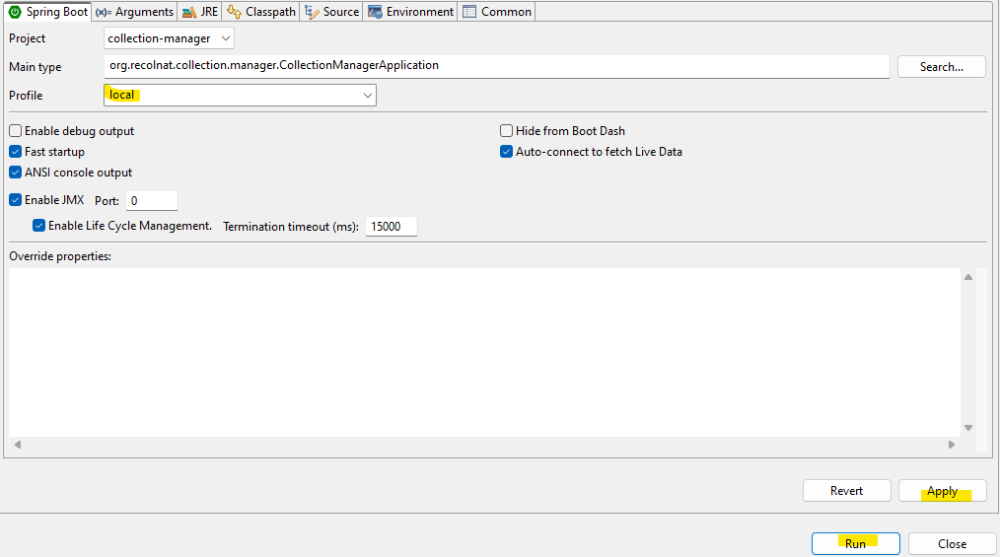 Spring Boot (x)= Arguments JRE Classpath Source Environment Common
Project collection-manager
Main type org.recolnat.collection.manager.CollectionManagerApplication Search...
Profile local
Enable debug output Hide from Boot Dash
Fast startup Auto-connect to fetch Live Data
ANSI console output
Enable JMX Port: 0
Enable Life Cycle Management. Termination timeout (ms): 15000
Override properties:
Revert Apply
Run Close